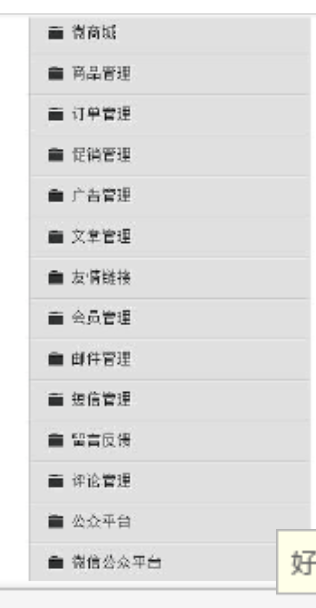 微商城
商品管理
订单管理
促销管理
广告管理
文章管理
友情链接
会员管理
邮件管理
短信管理
留言反馈
评论管理
公众平台
微信公众平台
好